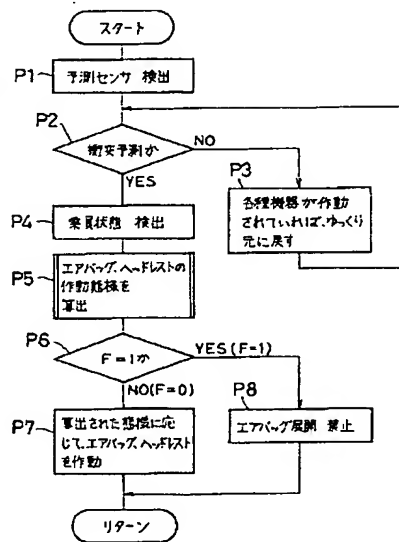 スタート
P1
予測センサ 検出
P2
衝突予測か
NO
YES
P3
各種機器が作動
されていれば、ゆっくり
元に戻す
P4
乗員状態 検出
P5
エアバッグ、ヘッドレストの
作動態様を
算出
P6
F=1か
YES(F=1)
NO(F=0)
P7
算出された態様に応
じて、エアバッグ、ヘッドレスト
を作動
P8
エアバッグ展開 禁止
リターン